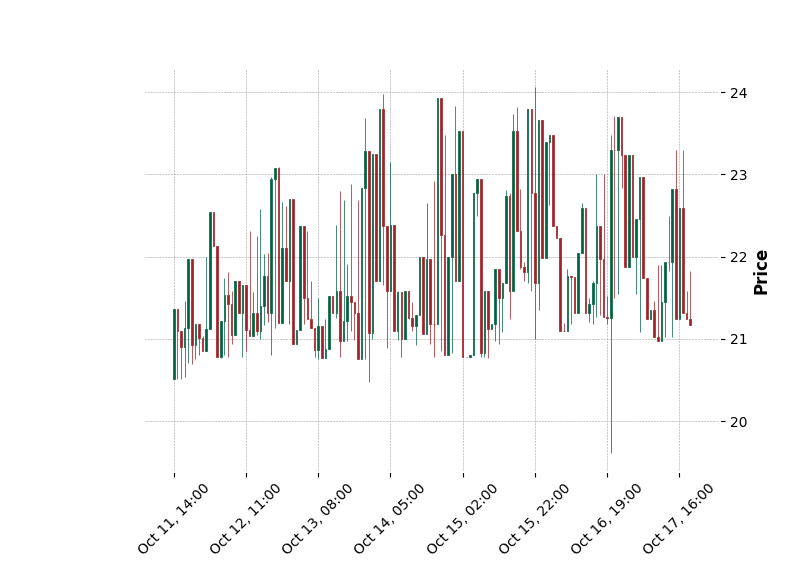 24
23
22
21
20
Price
Oct 11, 14:00
Oct 12, 11:00
Oct 13, 08:00
Oct 14, 05:00
Oct 15, 02:00
Oct 15, 22:00
Oct 16, 19:00
Oct 17, 16:00